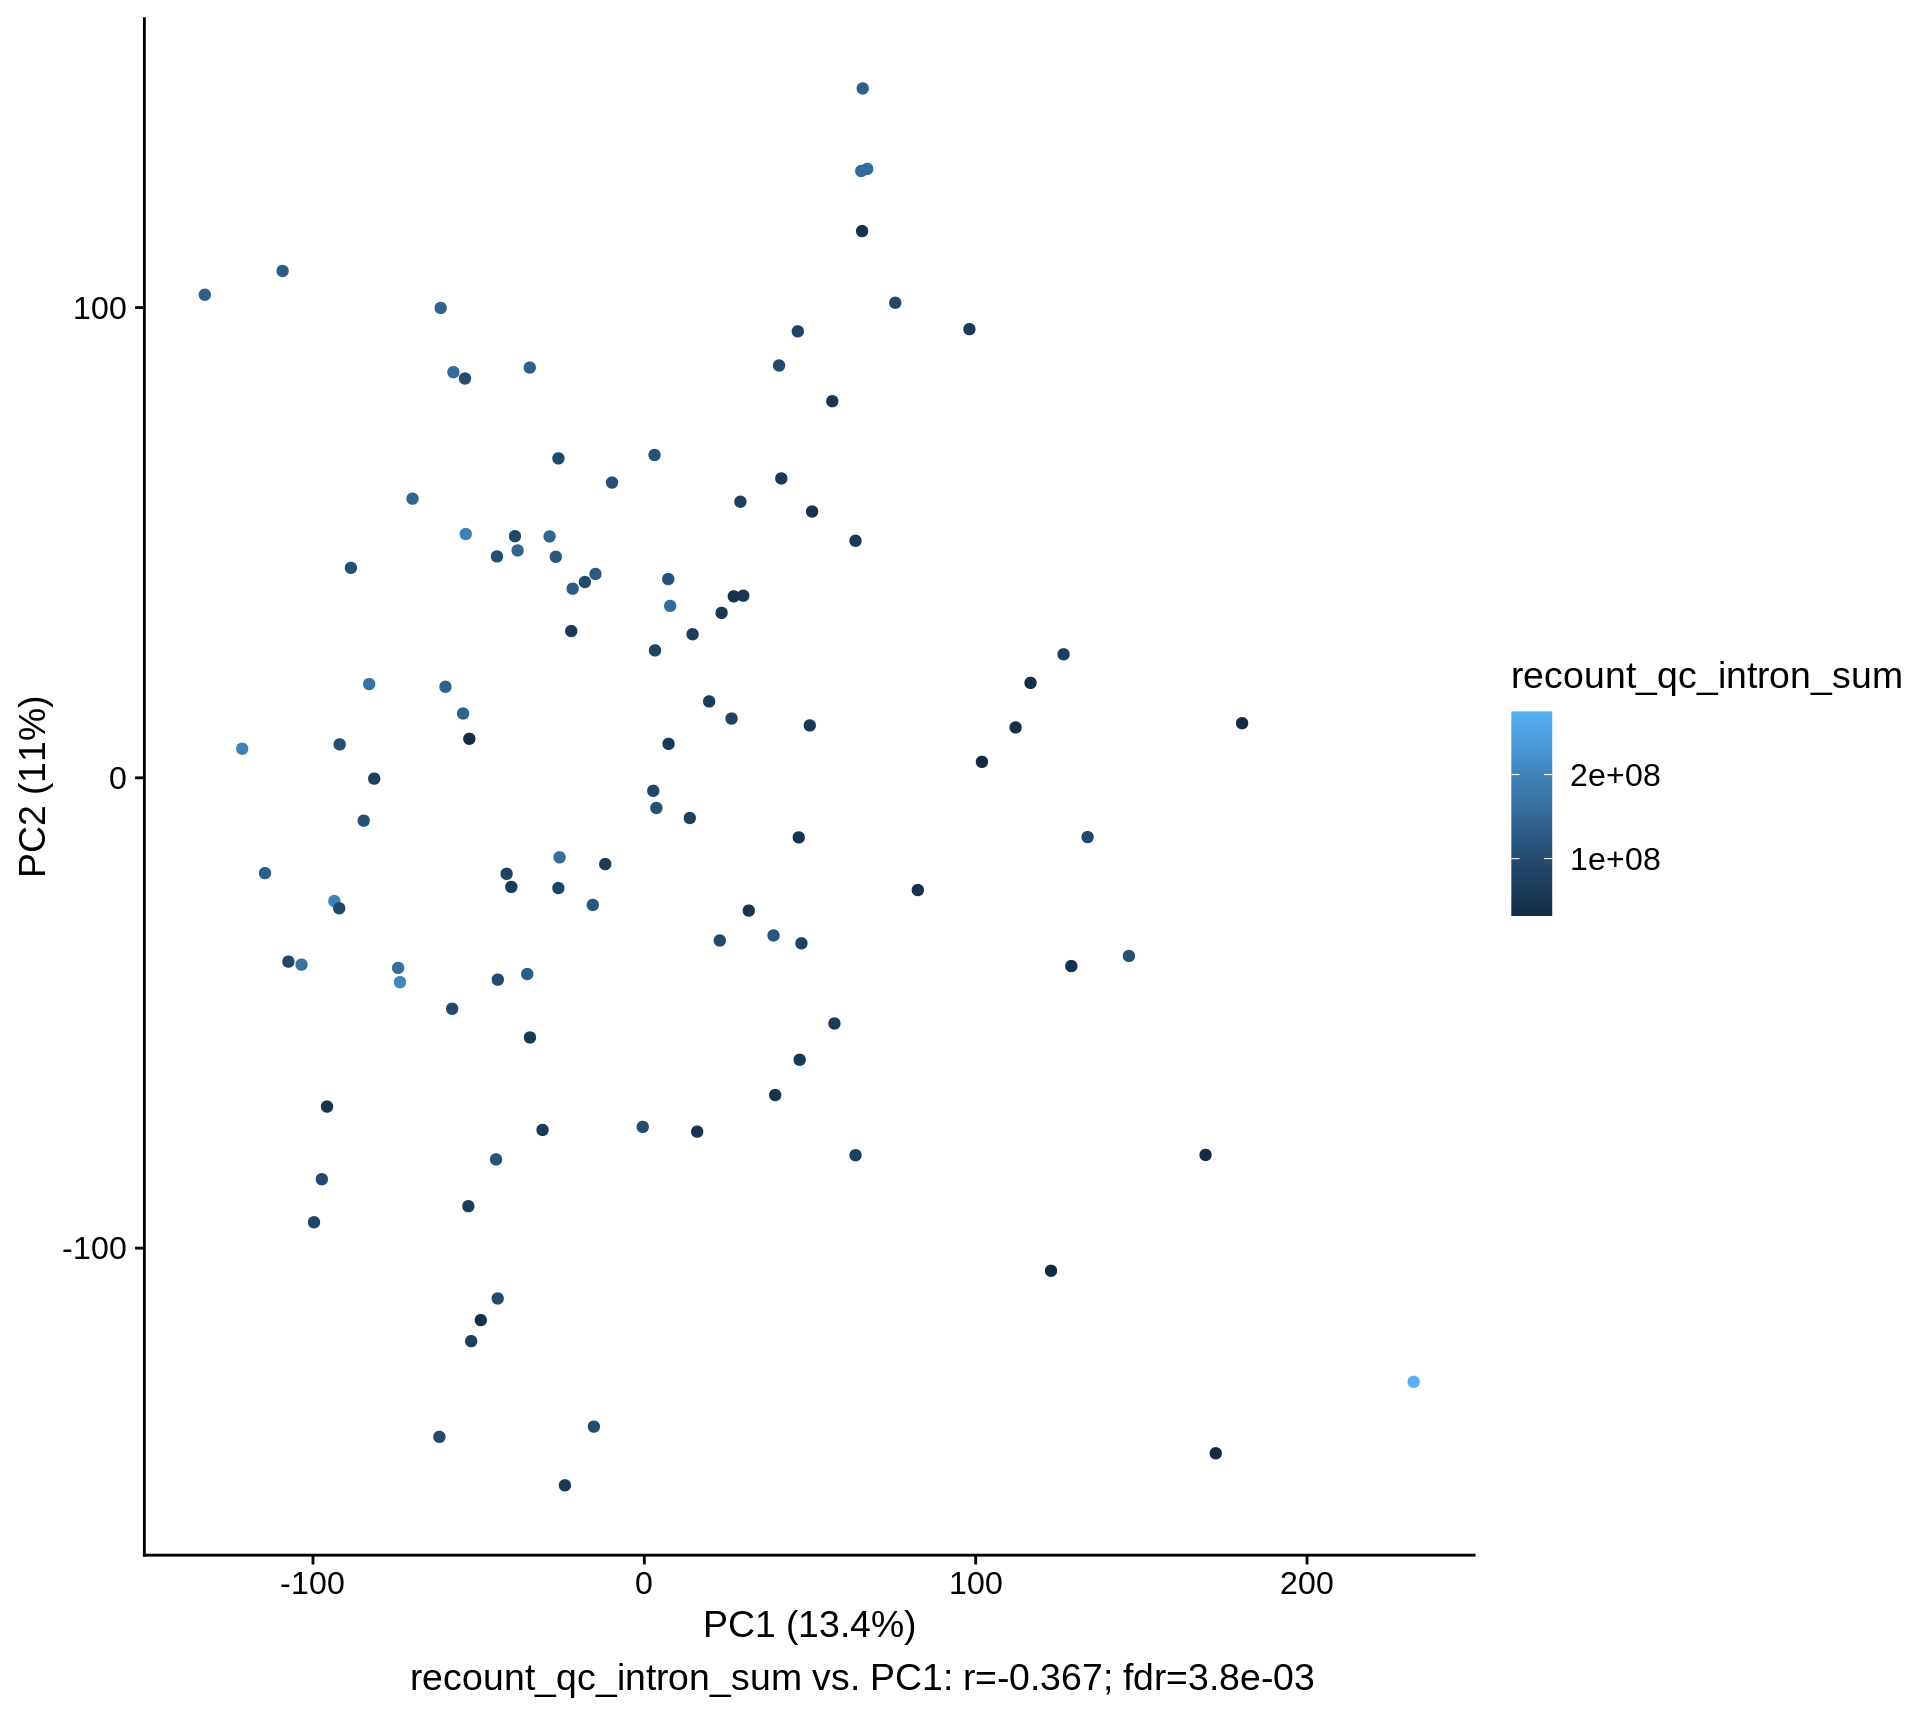 PC2 (11%)
100
0
-100
-100
0
100
200
PC1 (13.4%)
recount_qc_intron_sum vs. PC1: r=-0.367; fdr=3.8e-03
recount_qc_intron_sum
2e+08
1e+08